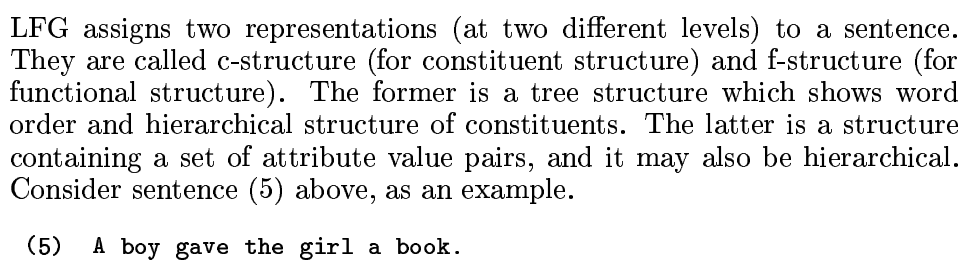 LFG assigns two representations (at two different levels) to a sentence.
They are called c-structure (for constituent structure) and f-structure (for
functional structure). The former is a tree structure which shows word
order and hierarchical structure of constituents. The latter is a structure
containing a set of attribute value pairs, and it may also be hierarchical.
Consider sentence (5) above, as an example.
(5) A boy gave the girl a book.